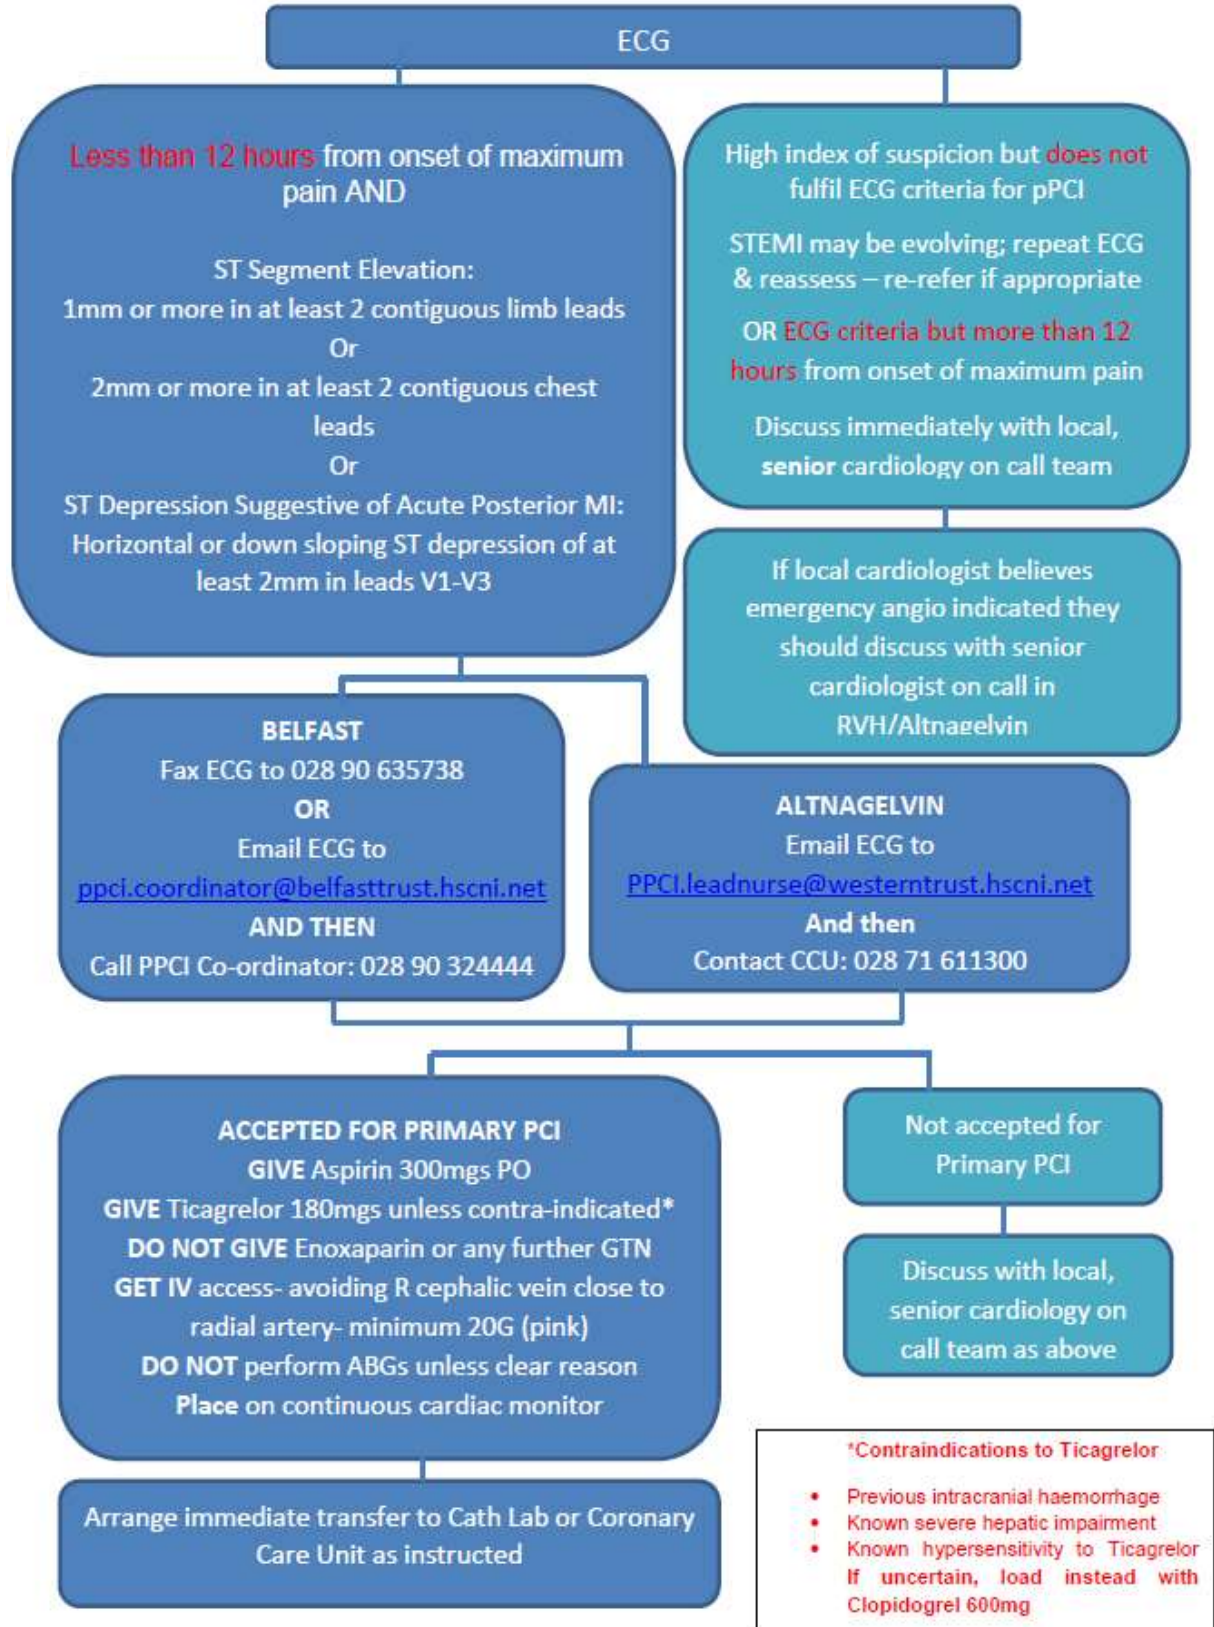 ECG
Less than 12 hours from onset of maximum
pain AND
ST Segment Elevation:
1mm or more in at least 2 contiguous limb leads
Or
2mm or more in at least 2 contiguous chest
leads
Or
ST Depression Suggestive of Acute Posterior MI:
Horizontal or down sloping ST depression of at
least 2mm in leads V1-V3
High index of suspicion but does not
fulfil ECG criteria for pPCI
STEMI may be evolving; repeat ECG
& reassess – re-refer if appropriate
OR ECG criteria but more than 12
hours from onset of maximum pain
Discuss immediately with local,
senior cardiology on call team
If local cardiologist believes
emergency angio indicated they
should discuss with senior
cardiologist on call in
RVH/Altnagelvin
BELFAST
Fax ECG to 028 90 635738
OR
Email ECG to
ppci.coordinator@belfasttrust.hscni.net
AND THEN
Call PPCI Co-ordinator: 028 90 324444
ALTNAGELVIN
Email ECG to
PPCI.leadnurse@westerntrust.hscni.net
And then
Contact CCU: 028 71 611300
ACCEPTED FOR PRIMARY PCI
GIVE Aspirin 300mgs PO
GIVE Ticagrelor 180mgs unless contra-indicated*
DO NOT GIVE Enoxaparin or any further GTN
GET IV access- avoiding R cephalic vein close to
radial artery- minimum 20G (pink)
DO NOT perform ABGs unless clear reason
Place on continuous cardiac monitor
Not accepted for
Primary PCI
Discuss with local,
senior cardiology on
call team as above
Arrange immediate transfer to Cath Lab or Coronary
Care Unit as instructed
*Contraindications to Ticagrelor
• Previous intracranial haemorrhage
• Known severe hepatic impairment
• Known hypersensitivity to Ticagrelor
If uncertain, load instead with
Clopidogrel 600mg